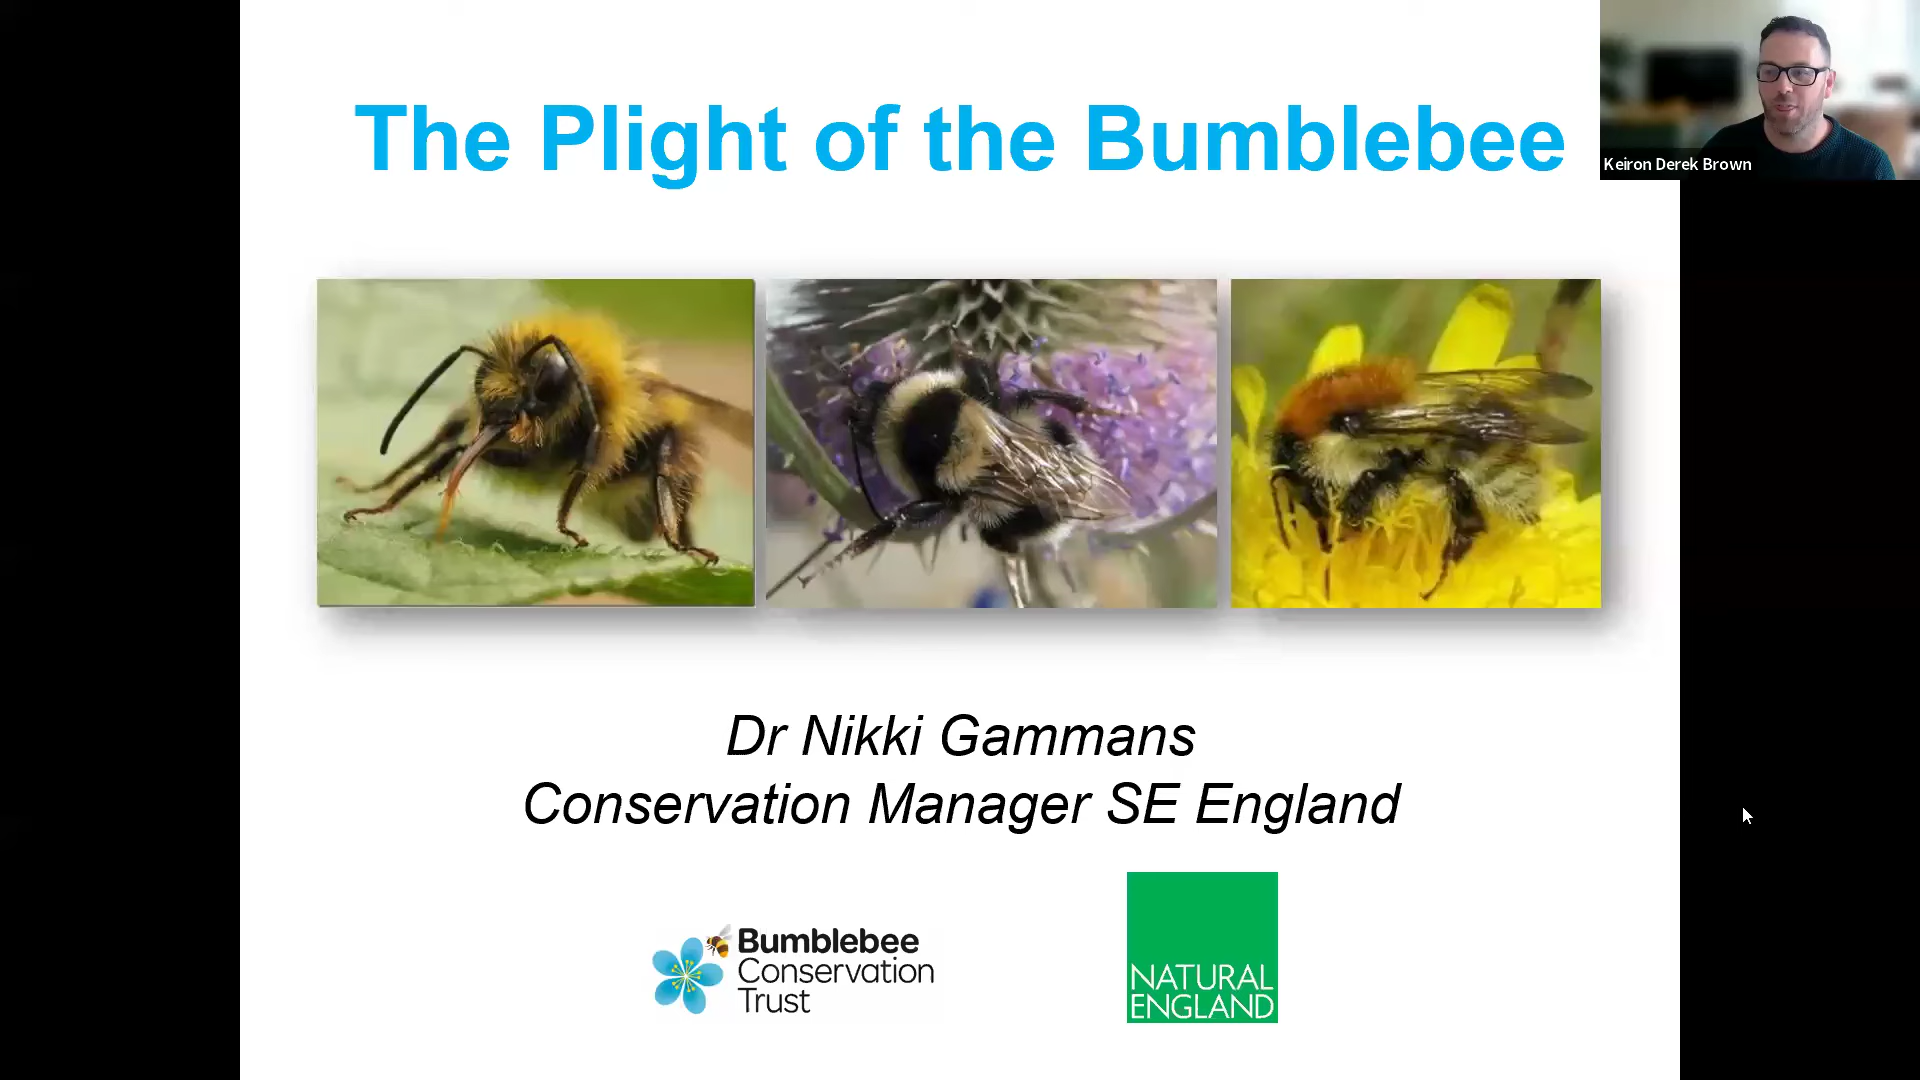 The Plight of the Bumblebee
Keiron Derek Brown
Dr Nikki Gammans
Conservation Manager SE England
Bumblebee
Conservation
Trust
NATURAL
ENGLAND